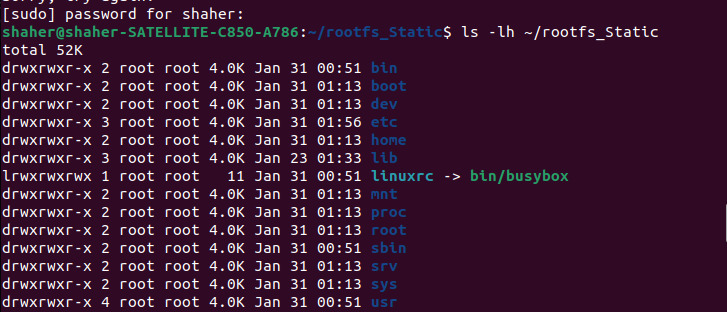 [sudo] password for shaher:
shaher@shaher-SATELLITE-C850-A786:~/rootfs_Static$ ls -lh ~/rootfs_Static
total 52K
drwxrwxr-x 2 root root 4.0K Jan 31 00:51 bin
drwxrwxr-x 2 root root 4.0K Jan 31 01:13 boot
drwxrwxr-x 2 root root 4.0K Jan 31 01:13 dev
drwxrwxr-x 3 root root 4.0K Jan 31 01:56 etc
drwxrwxr-x 2 root root 4.0K Jan 31 01:13 home
drwxrwxr-x 3 root root 4.0K Jan 23 01:33 lib
lrwxrwxrwx 1 root root   11 Jan 31 00:51 linuxrc -> bin/busybox
drwxrwxr-x 2 root root 4.0K Jan 31 01:13 mnt
drwxrwxr-x 2 root root 4.0K Jan 31 01:13 proc
drwxrwxr-x 2 root root 4.0K Jan 31 01:13 root
drwxrwxr-x 2 root root 4.0K Jan 31 00:51 sbin
drwxrwxr-x 2 root root 4.0K Jan 31 01:13 srv
drwxrwxr-x 2 root root 4.0K Jan 31 01:13 sys
drwxrwxr-x 4 root root 4.0K Jan 31 00:51 usr